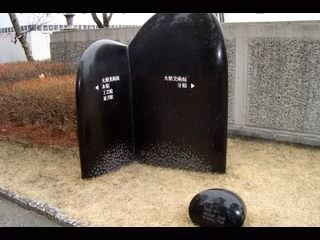 大原美術館
◀ 本館
工芸館
東洋館
大原美術館
分館 ▶